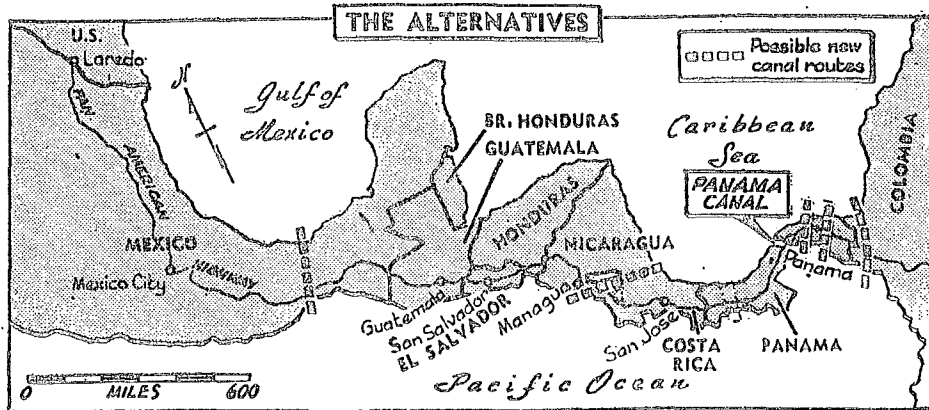 THE ALTERNATIVES
U.S.
Laredo
Possible new
canal routes
N
Gulf of
Mexico
PAN
AMERICAN
HIGHWAY
BR. HONDURAS
GUATEMALA
Caribbean
Sea
PANAMA
CANAL
COLOMBIA
HONDURAS
NICARAGUA
MEXICO
Mexico City
Panama
Guatemala
San Salvador
EL SALVADOR
Managua
San Jose
COSTA
RICA
PANAMA
0 MILES 600
Pacific Ocean